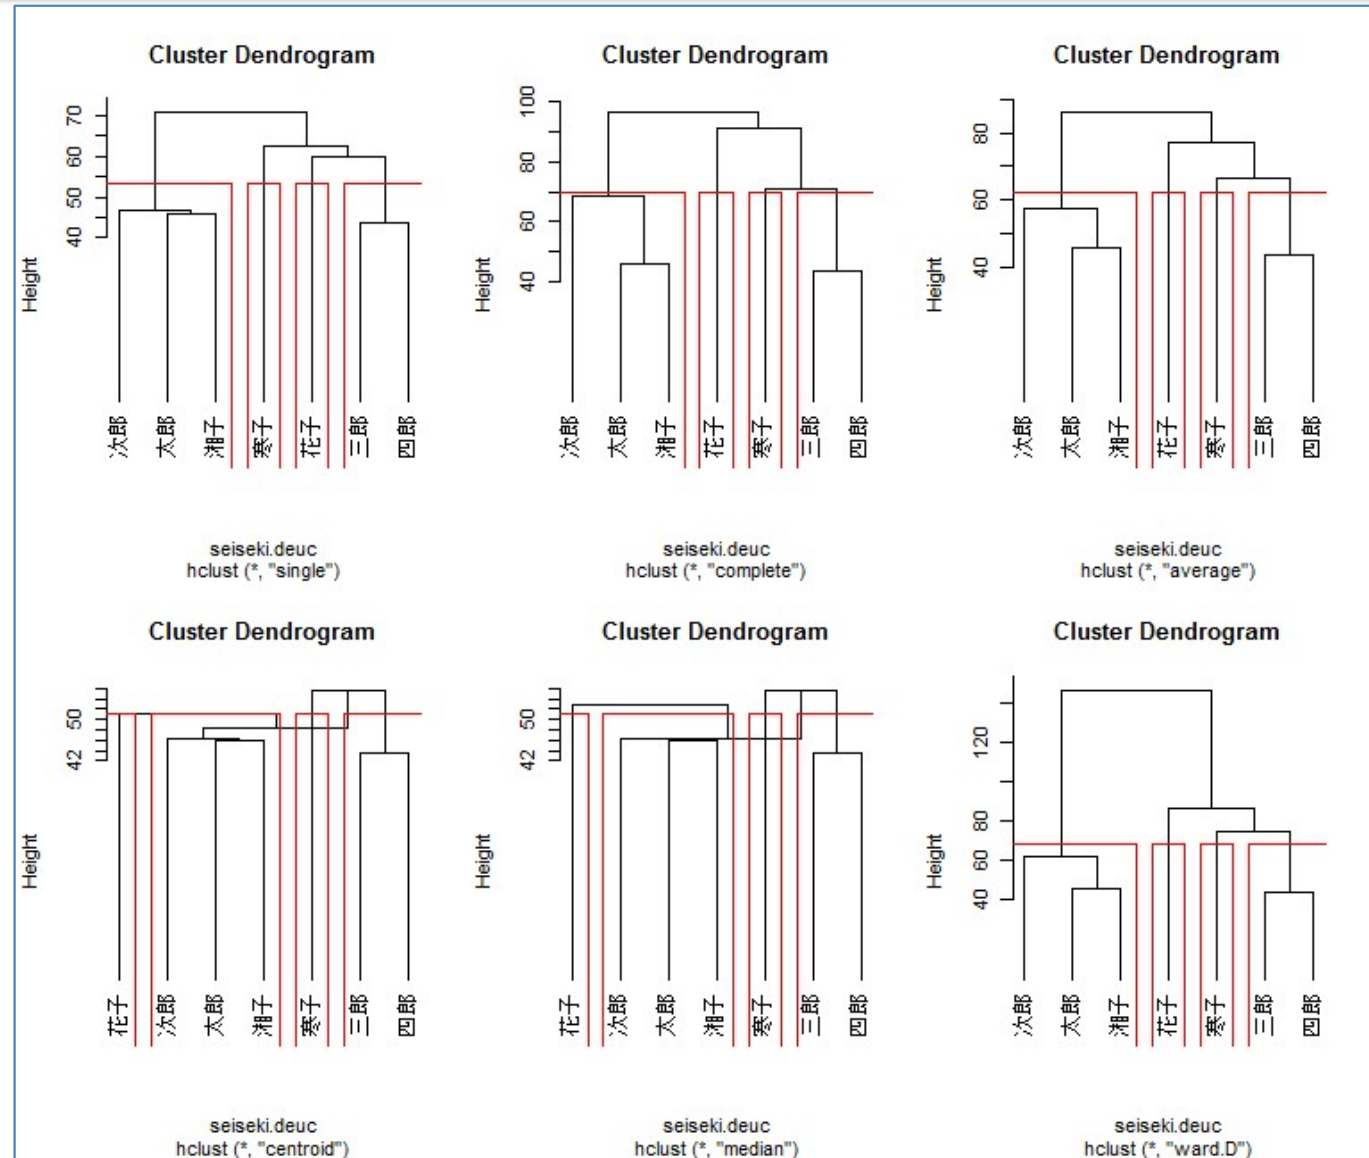 Cluster Dendrogram
70
60
50
40
Height
次郎
太郎
湘子
寒子
花子
三郎
四郎
seiseki.deuc
hclust (*, "single")
Cluster Dendrogram
100
80
60
40
Height
次郎
太郎
湘子
花子
寒子
三郎
四郎
seiseki.deuc
hclust (*, "complete")
Cluster Dendrogram
80
60
40
Height
次郎
太郎
湘子
花子
寒子
三郎
四郎
seiseki.deuc
hclust (*, "average")
Cluster Dendrogram
50
42
Height
花子
次郎
太郎
湘子
寒子
三郎
四郎
seiseki.deuc
hclust (*, "centroid")
Cluster Dendrogram
50
42
Height
花子
次郎
太郎
湘子
寒子
三郎
四郎
seiseki.deuc
hclust (*, "median")
Cluster Dendrogram
120
80
60
40
Height
次郎
太郎
湘子
花子
寒子
三郎
四郎
seiseki.deuc
hclust (*, "ward.D")